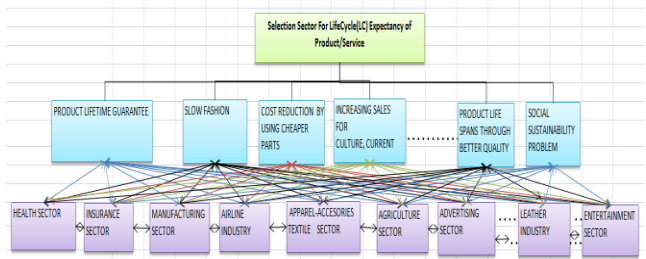 Selection Sector For LifeCycle(LC) Expectancy of
Product/Service
PRODUCT LIFETIME GUARANTEE
SLOW FASHION
COST REDUCTION BY
USING CHEAPER
PARTS
INCREASING SALES
FOR
CULTURE, CURRENT
..............
PRODUCT LIFE
SPANS THROUGH
BETTER QUALITY
SOCIAL
SUSTAINABILITY
PROBLEM
HEALTH SECTOR
INSURANCE
SECTOR
MANUFACTURING
SECTOR
AIRLINE
INDUSTRY
APPAREL-ACCESORIES
TEXTILE SECTOR
AGRICULTURE
SECTOR
ADVERTISING
SECTOR
LEATHER
INDUSTRY
ENTERTAINMENT
SECTOR